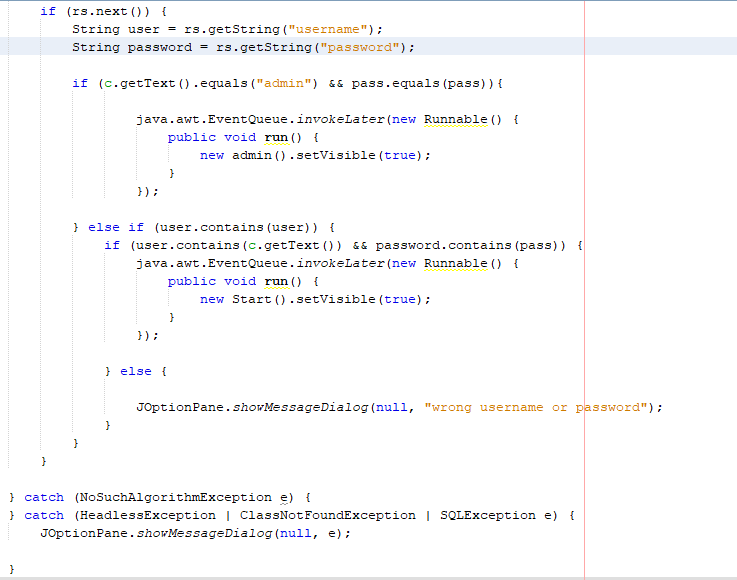 if (rs.next()) {
String user = rs.getString("username");
String password = rs.getString("password");
if (c.getText().equals("admin") && pass.equals(pass)){
java.awt.EventQueue.invokeLater(new Runnable() {
public void run() {
new admin().setVisible(true);
}
});
} else if (user.contains(user)) {
if (user.contains(c.getText()) && password.contains(pass)) {
java.awt.EventQueue.invokeLater(new Runnable() {
public void run() {
new Start().setVisible(true);
}
});
} else {
JOptionPane.showMessageDialog(null, "wrong username or password");
}
}
}
} catch (NoSuchAlgorithmException e) {
} catch (HeadlessException | ClassNotFoundException | SQLException e) {
JOptionPane.showMessageDialog(null, e);
}